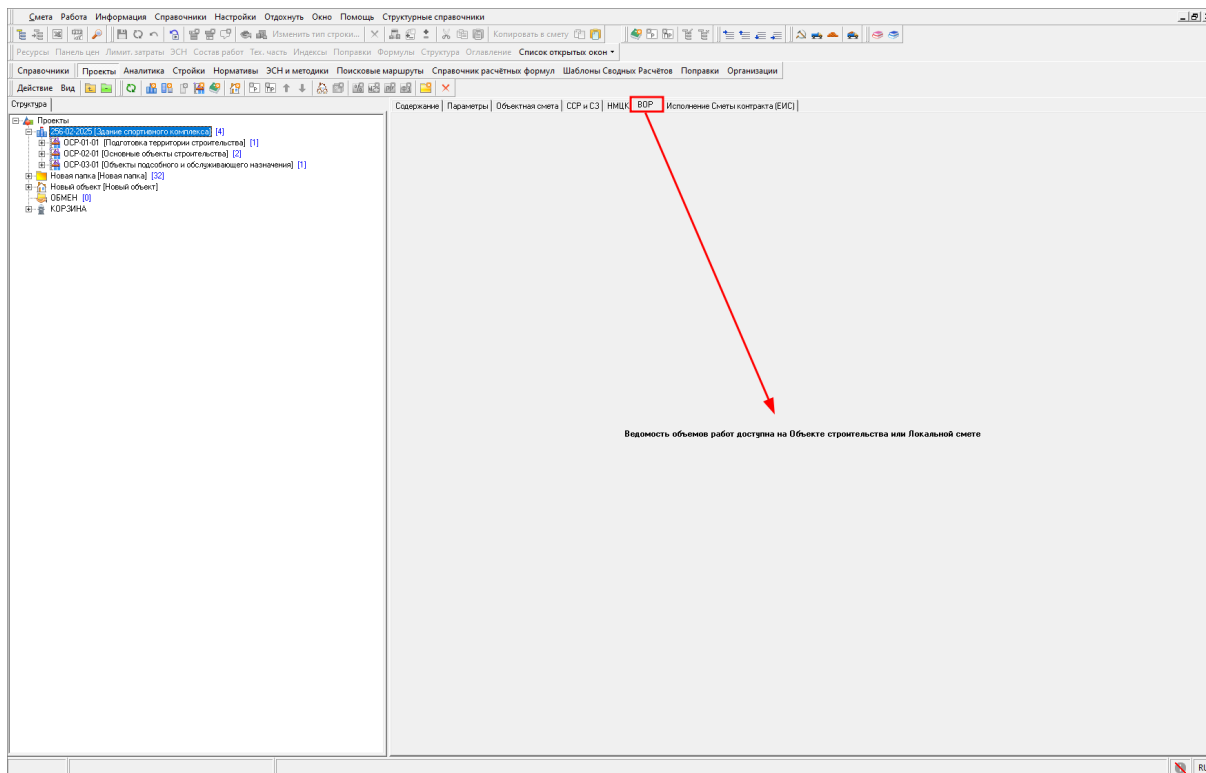 Смета Работа Информация Справочники Настройки Отдохнуть Окно Помощь Структурные справочники
Изменить тип строки... Копировать в смету
Ресурсы Панель цен Лимит. затраты ЭСН Состав работ Тех. часть Индексы Поправки Формулы Структура Оглавление Список открытых окон
Справочники Проекты Аналитика Стройки Нормативы ЭСН и методики Поисковые маршруты Справочник расчётных формул Шаблоны Сводных Расчётов Поправки Организации
Действие Вид
Структура
Содержание Параметры Объектная смета ССР и СЗ НМЦК ВОР Исполнение Сметы контракта (ЕИС)
Проекты
256-02-2025 [Здание спортивного комплекса] [4]
ОСР-01-01 [Подготовка территории строительства] [1]
ОСР-02-01 [Основные объекты строительства] [2]
ОСР-03-01 [Объекты подсобного и обслуживающего назначения] [1]
Новая папка [Новая папка] [32]
Новый объект [Новый объект]
ОБМЕН [0]
КОРЗИНА
Ведомость объемов работ доступна на Объекте строительства или Локальной смете
RU